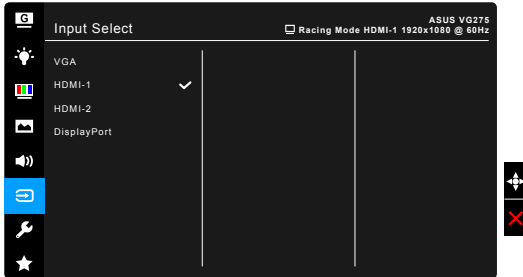 G
Input Select
ASUS VG275
Racing Mode HDMI-1 1920x1080 @ 60Hz
VGA
HDMI-1
HDMI-2
DisplayPort